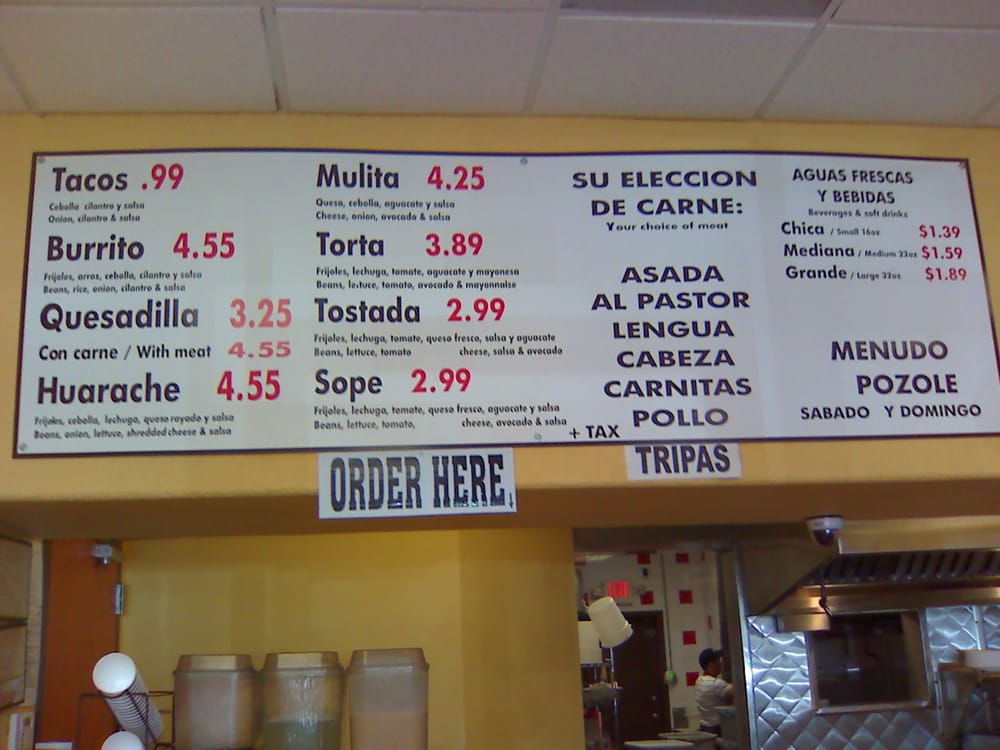 Tacos .99
Cebolla cilantro y salsa
Onion, cilantro & salsa
Burrito 4.55
Frijoles, arroz, cebolla, cilantro y salsa
Beans, rice, onion, cilantro & salsa
Quesadilla 3.25
Con carne / With meat 4.55
Huarache 4.55
Frijoles, cebolla, lechuga, queso rayado y salsa
Beans, onion, lettuce, shredded cheese & salsa
Mulita 4.25
Queso, cebolla, aguacate y salsa
Cheese, onion, avocado & salsa
Torta 3.89
Frijoles, lechuga, tomate, aguacate y mayonesa
Beans, lettuce, tomato, avocado & mayonnaise
Tostada 2.99
Frijoles, lechuga, tomate, queso fresco, salsa y aguacate
Beans, lettuce, tomato cheese, salsa & avocado
Sope 2.99
Frijoles, lechuga, tomate, queso fresco, aguacate y salsa
Beans, lettuce, tomato, cheese, avocado & salsa
+ TAX
SU ELECCION
DE CARNE:
Your choice of meat
ASADA
AL PASTOR
LENGUA
CABEZA
CARNITAS
POLLO
TRIPAS
AGUAS FRESCAS
Y BEBIDAS
Beverages & soft drinks
Chica / Small 16oz $1.39
Mediana / Medium 22oz $1.59
Grande / Large 32oz $1.89
MENUDO
POZOLE
SABADO Y DOMINGO
ORDER HERE